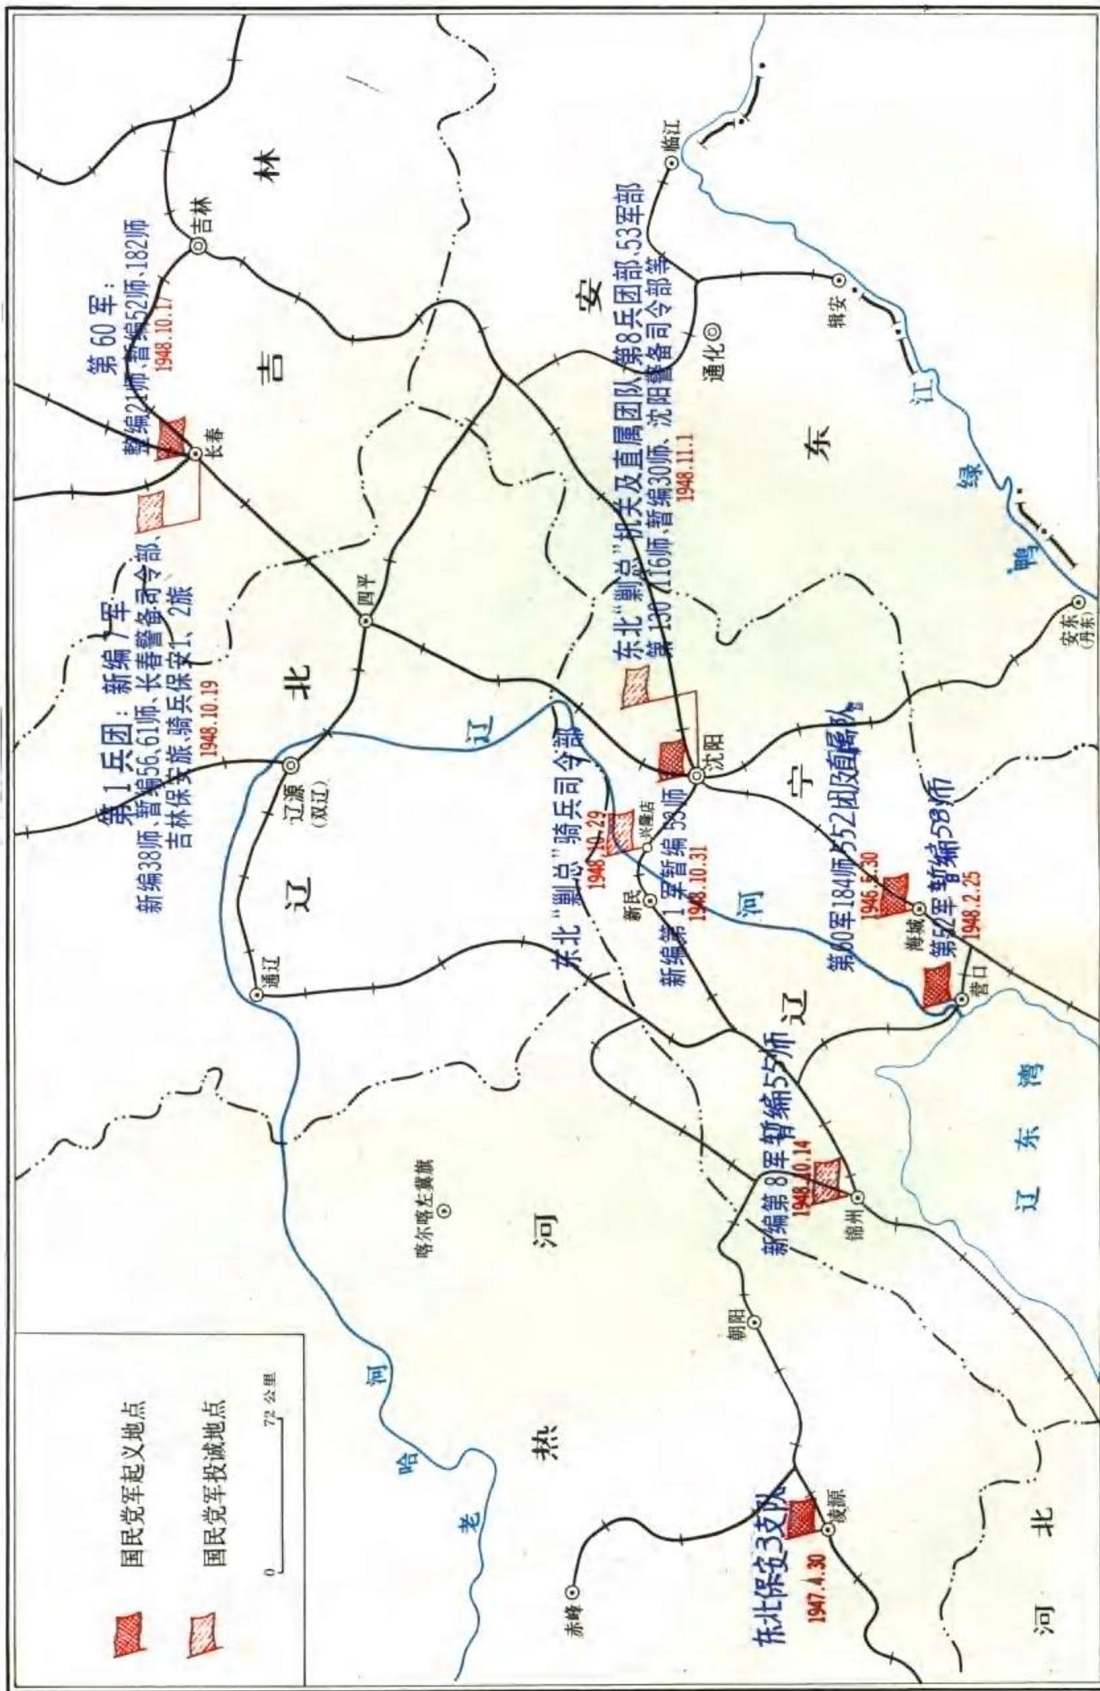 国民党军起义地点
国民党军投诚地点
0 72 公里
第 60 军：
整编21师、暂编52师、182师
1948.10.17
第 1 兵团：新编 7 军
新编38师、暂编56、61师、长春警备司令部、
吉林保安旅、骑兵保安1、2旅
1948.10.19
东北“剿总”机关及直属团队、第8兵团部、53军部
第 130、116师、暂编30师、沈阳警备司令部等
1948.11.1
东北“剿总”骑兵司令部
1948.10.29
新编第 1 军暂编 53师
1948.10.31
第60军184师552团及直属队
1946.5.30
第52军暂编58师
1948.2.25
新编第 8 军暂编55师
1948.10.14
东北保安3支队
1947.4.30
吉林
长春
四平
辽源
(双辽)
通辽
喀尔喀左翼旗
赤峰
凌源
朝阳
锦州
新民
兴隆店
沈阳
海城
营口
通化
临江
辑安
安东
(丹东)
吉林
辽北
安东
辽宁
热河
河北
老哈河
辽河
鸭绿江
辽东湾